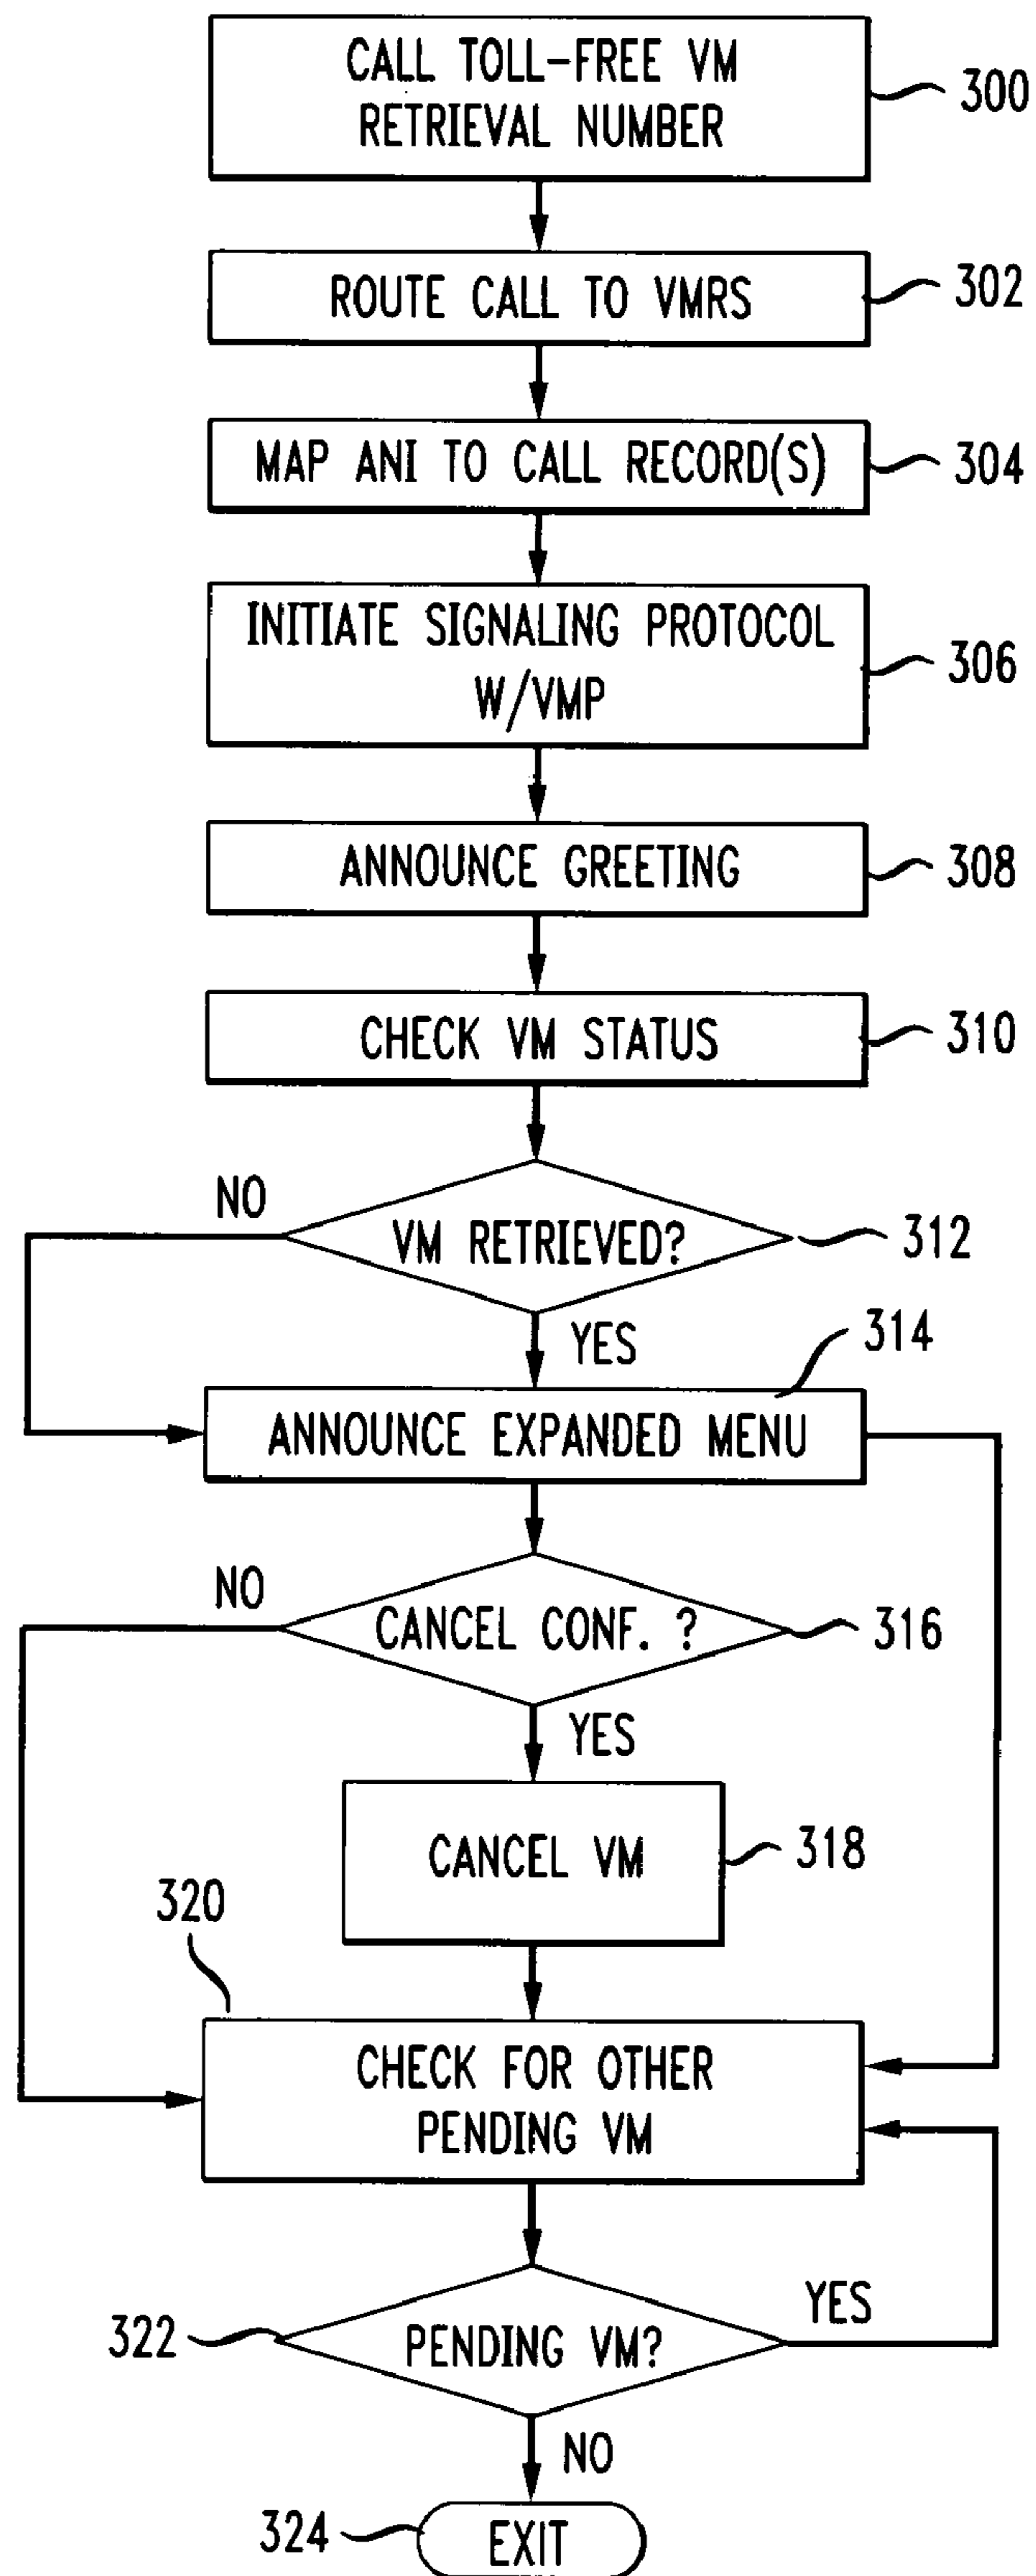 CALL TOLL-FREE VM
RETRIEVAL NUMBER
300
ROUTE CALL TO VMRS
302
MAP ANI TO CALL RECORD(S)
304
INITIATE SIGNALING PROTOCOL
W/VMP
306
ANNOUNCE GREETING
308
CHECK VM STATUS
310
NO
VM RETRIEVED?
312
YES
314
ANNOUNCE EXPANDED MENU
NO
CANCEL CONF. ?
316
YES
CANCEL VM
318
320
CHECK FOR OTHER
PENDING VM
YES
322
PENDING VM?
NO
324
EXIT